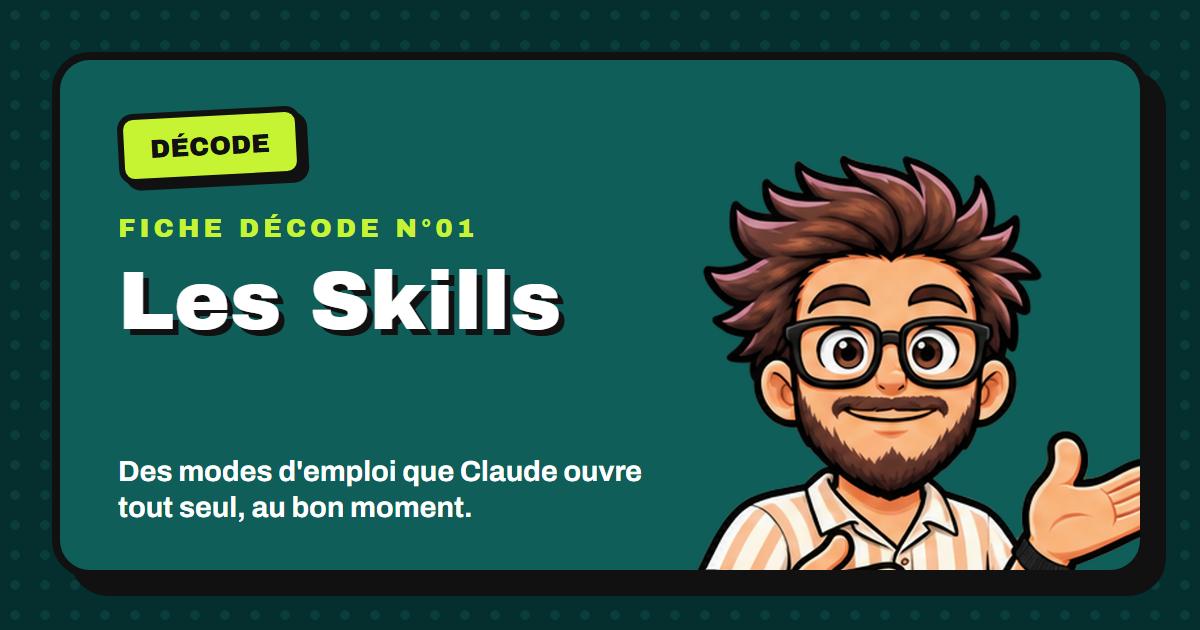 DÉCODE
FICHE DÉCODE N°01
Les Skills
Des modes d'emploi que Claude ouvre
tout seul, au bon moment.